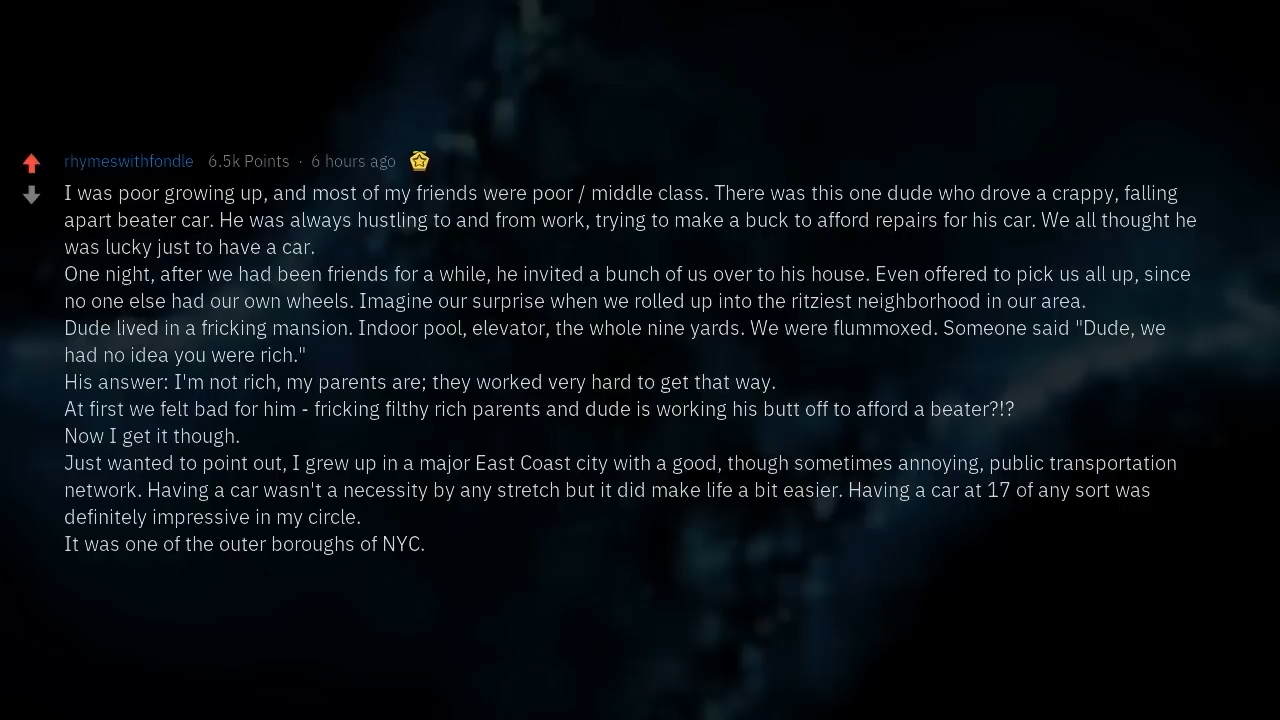 rhymeswithfondle 6.5k Points · 6 hours ago
I was poor growing up, and most of my friends were poor / middle class. There was this one dude who drove a crappy, falling
apart beater car. He was always hustling to and from work, trying to make a buck to afford repairs for his car. We all thought he
was lucky just to have a car.
One night, after we had been friends for a while, he invited a bunch of us over to his house. Even offered to pick us all up, since
no one else had our own wheels. Imagine our surprise when we rolled up into the ritziest neighborhood in our area.
Dude lived in a fricking mansion. Indoor pool, elevator, the whole nine yards. We were flummoxed. Someone said "Dude, we
had no idea you were rich."
His answer: I'm not rich, my parents are; they worked very hard to get that way.
At first we felt bad for him - fricking filthy rich parents and dude is working his butt off to afford a beater?!?
Now I get it though.
Just wanted to point out, I grew up in a major East Coast city with a good, though sometimes annoying, public transportation
network. Having a car wasn't a necessity by any stretch but it did make life a bit easier. Having a car at 17 of any sort was
definitely impressive in my circle.
It was one of the outer boroughs of NYC.